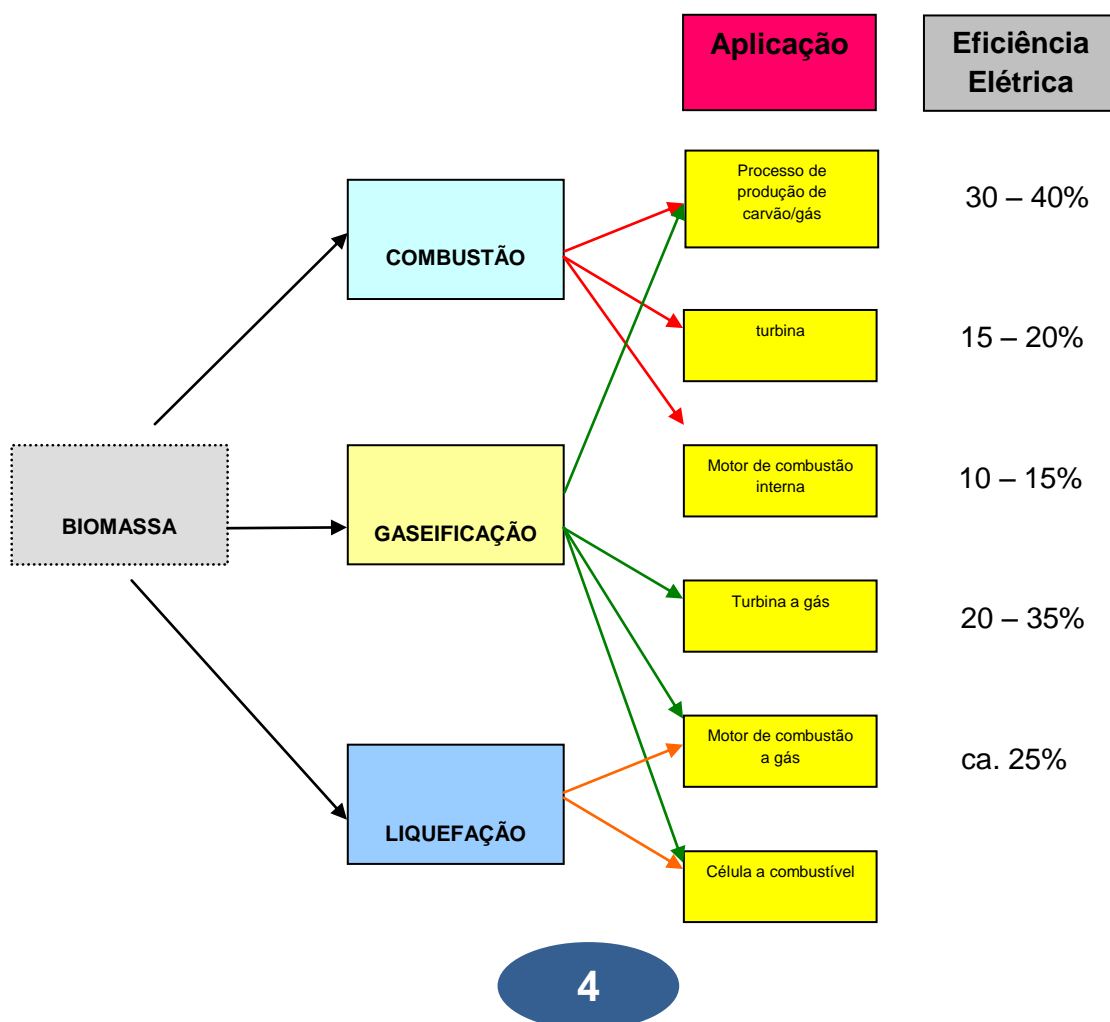 Aplicação
Eficiência
Elétrica
Processo de
produção de
carvão/gás
30 – 40%
COMBUSTÃO
turbina
15 – 20%
Motor de combustão
interna
10 – 15%
BIOMASSA
GASEIFICAÇÃO
Turbina a gás
20 – 35%
Motor de combustão
a gás
ca. 25%
LIQUEFAÇÃO
Célula a combustível
4